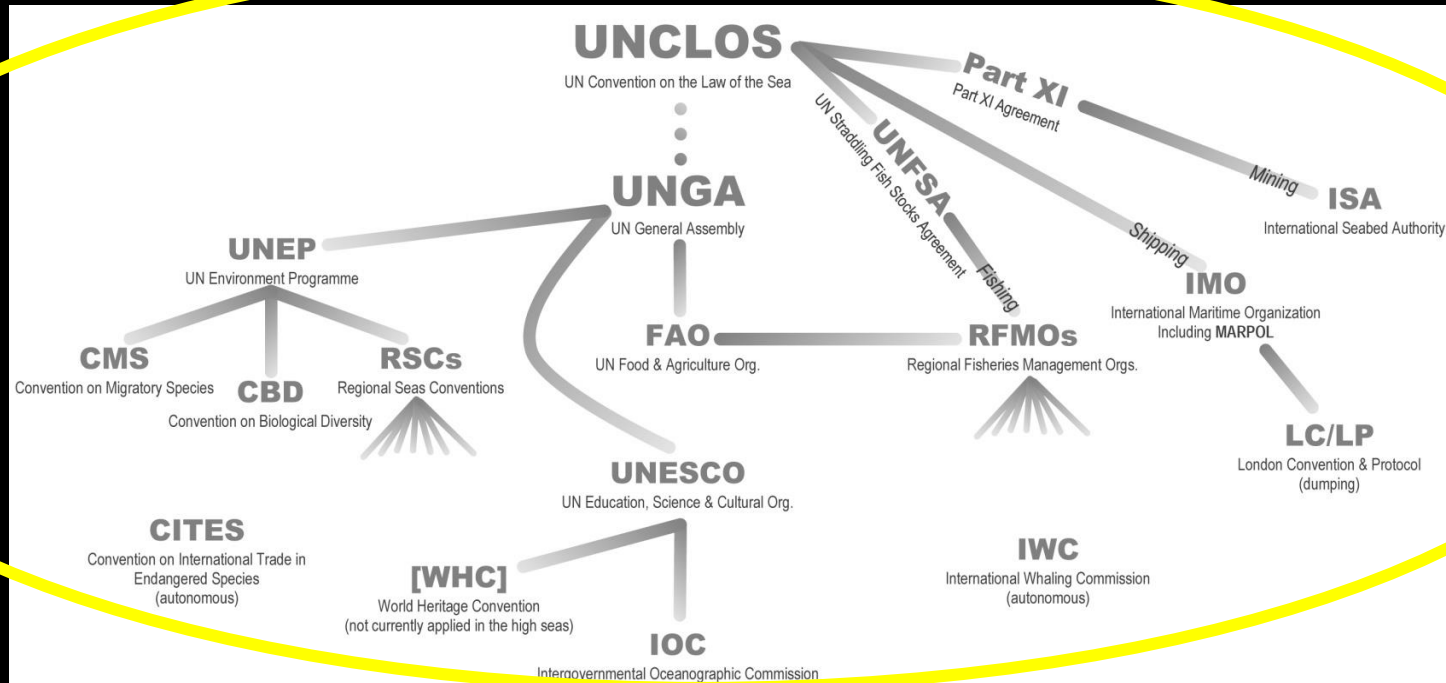 UNCLOS
UN Convention on the Law of the Sea
Part XI
Part XI Agreement
UNFSA
UN Straddling Fish Stocks Agreement
Mining
ISA
International Seabed Authority
UNGA
UN General Assembly
Shipping
Fishing
UNEP
UN Environment Programme
IMO
International Maritime Organization
Including MARPOL
CMS
Convention on Migratory Species
CBD
Convention on Biological Diversity
RSCs
Regional Seas Conventions
FAO
UN Food & Agriculture Org.
RFMOs
Regional Fisheries Management Orgs.
LC/LP
London Convention & Protocol
(dumping)
UNESCO
UN Education, Science & Cultural Org.
CITES
Convention on International Trade in
Endangered Species
(autonomous)
[WHC]
World Heritage Convention
(not currently applied in the high seas)
IWC
International Whaling Commission
(autonomous)
IOC
Intergovernmental Oceanographic Commission